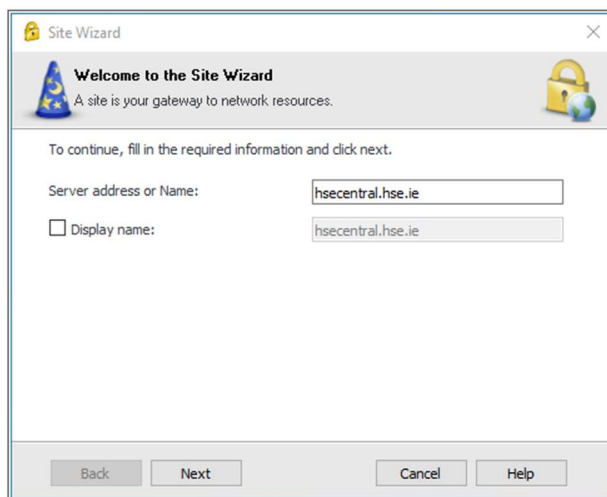 Site Wizard
Welcome to the Site Wizard
A site is your gateway to network resources.
To continue, fill in the required information and click next.
Server address or Name: hsecentral.hse.ie
Display name: hsecentral.hse.ie
Back Next Cancel Help